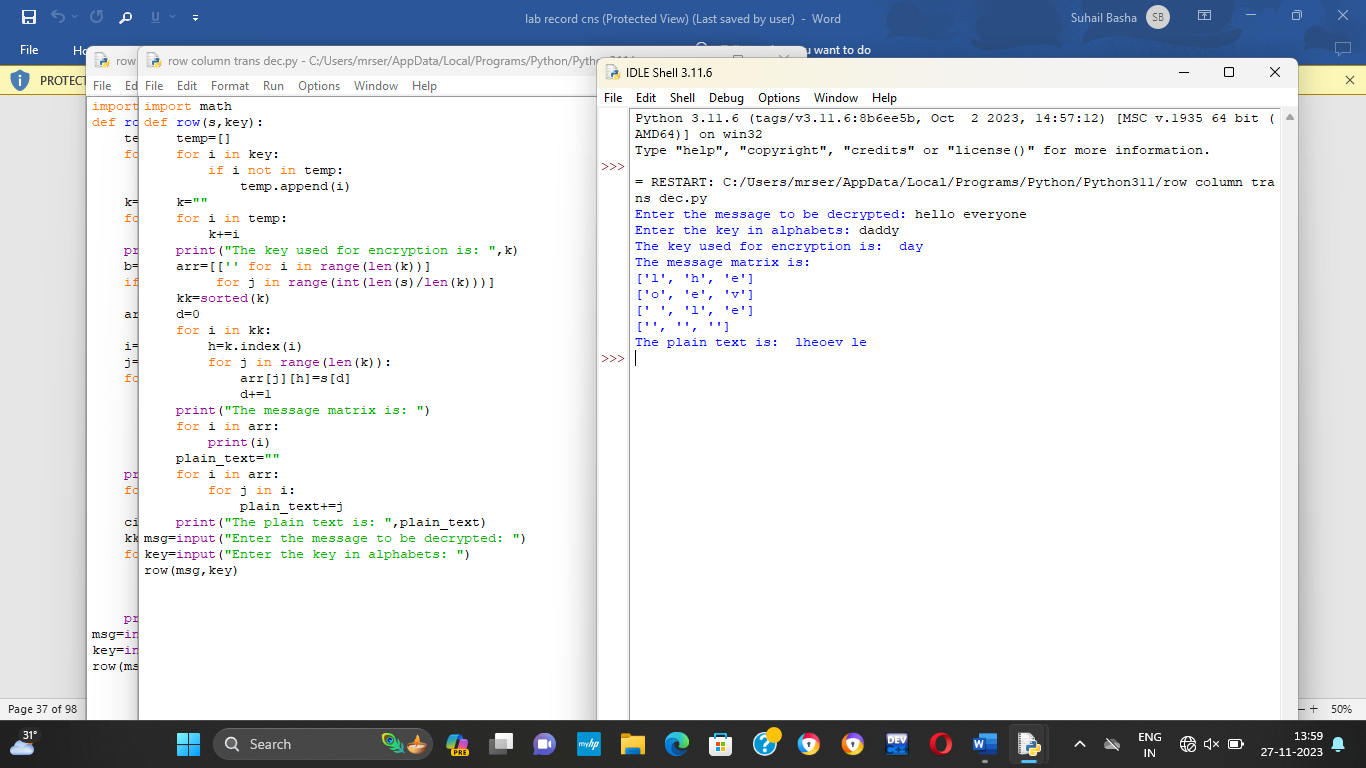 lab record cns (Protected View) (Last saved by user) - Word
Suhail Basha SB
File
you want to do
PROTEC
row
row column trans dec.py - C:/Users/mrser/AppData/Local/Programs/Python/Pyth
File Ed
File Edit Format Run Options Window Help
import
def ro
te
fo
k=
fo
pr
b=
if
ar
i=
j=
fo
pr
fo
ci
kk
fo
pr
msg=in
key=in
row(ms
import math
def row(s,key):
temp=[]
for i in key:
if i not in temp:
temp.append(i)
k=""
for i in temp:
k+=i
print("The key used for encryption is: ",k)
arr=[['' for i in range(len(k))]
for j in range(int(len(s)/len(k)))]
kk=sorted(k)
d=0
for i in kk:
h=k.index(i)
for j in range(len(k)):
arr[j][h]=s[d]
d+=1
print("The message matrix is: ")
for i in arr:
print(i)
plain_text=""
for i in arr:
for j in i:
plain_text+=j
print("The plain text is: ",plain_text)
msg=input("Enter the message to be decrypted: ")
key=input("Enter the key in alphabets: ")
row(msg,key)
IDLE Shell 3.11.6
File Edit Shell Debug Options Window Help
Python 3.11.6 (tags/v3.11.6:8b6ee5b, Oct 2 2023, 14:57:12) [MSC v.1935 64 bit (
AMD64)] on win32
Type "help", "copyright", "credits" or "license()" for more information.
>>>
= RESTART: C:/Users/mrser/AppData/Local/Programs/Python/Python311/row column tra
ns dec.py
Enter the message to be decrypted: hello everyone
Enter the key in alphabets: daddy
The key used for encryption is:  day
The message matrix is:
['l', 'h', 'e']
['o', 'e', 'v']
[' ', 'l', 'e']
['', '', '']
The plain text is:  lheoev le
>>>
Page 37 of 98
50%
31°
Search
PRE
myhp
DEV
ENG
IN
13:59
27-11-2023